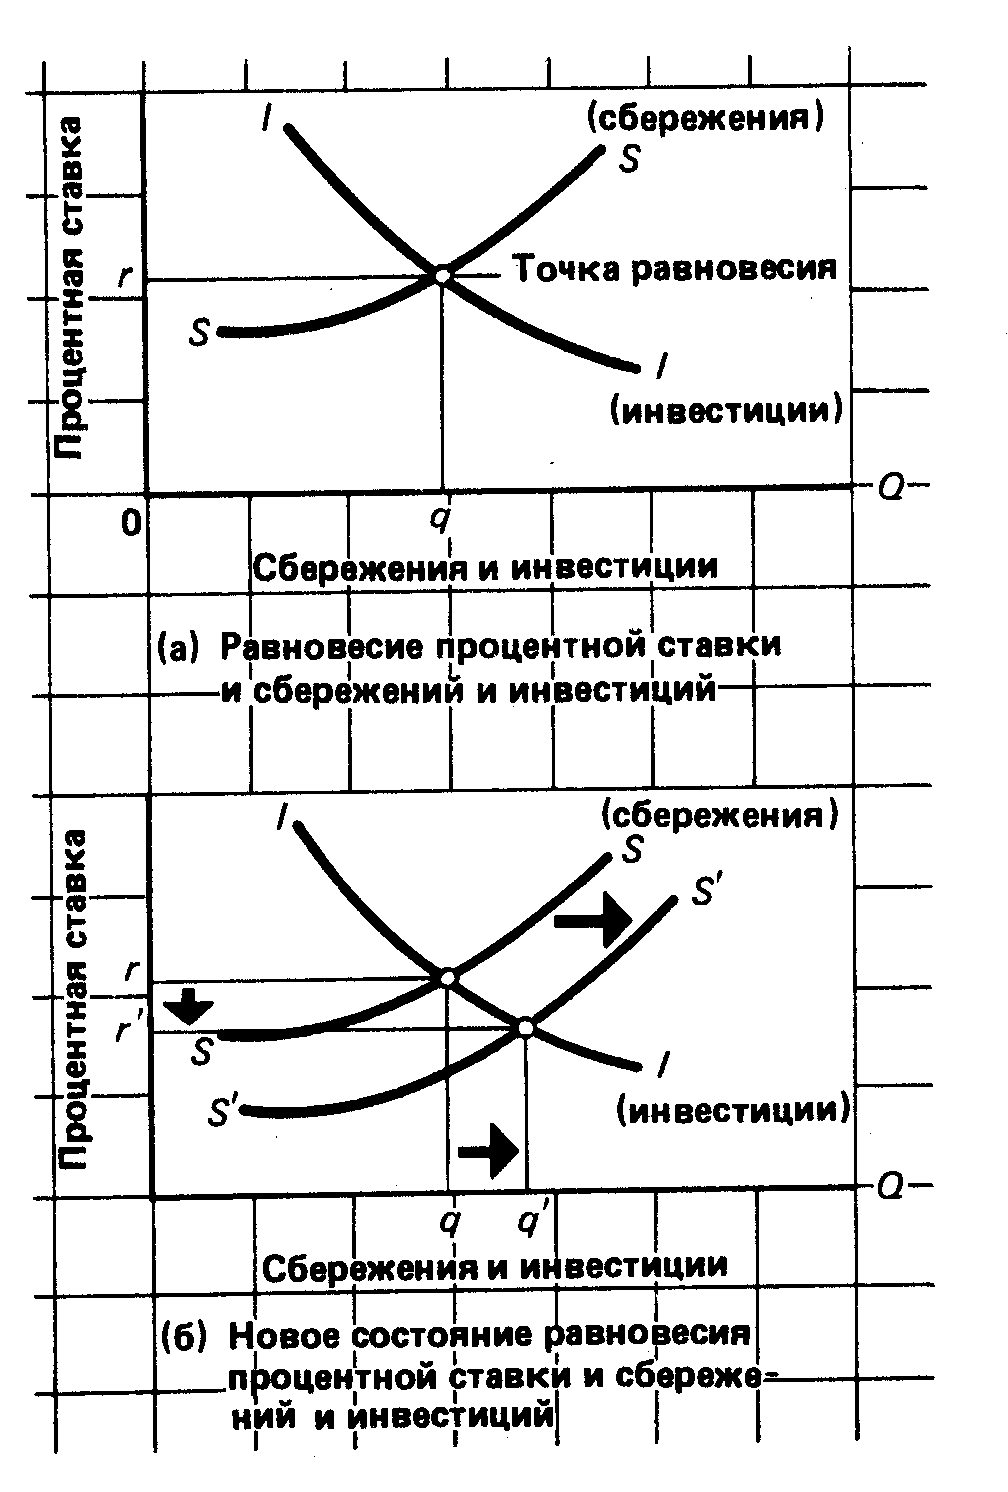 I
(сбережения)
S
Процентная ставка
r
Точка равновесия
S
I
(инвестиции)
Q
0
q
Сбережения и инвестиции
(а) Равновесие процентной ставки
и сбережений и инвестиций
I
(сбережения)
S
S'
Процентная ставка
r
r'
S
I
S'
(инвестиции)
Q
q
q'
Сбережения и инвестиции
(б) Новое состояние равновесия
процентной ставки и сбереже-
ний и инвестиций